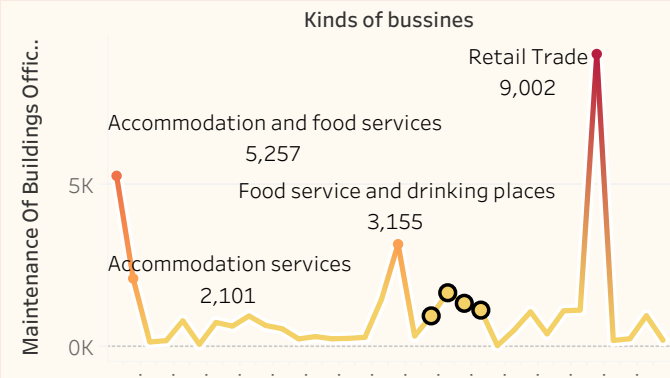 Kinds of bussines
Maintenance Of Buildings Offic..
Retail Trade
9,002
Accommodation and food services
5,257
5K
Food service and drinking places
3,155
Accommodation services
2,101
0K